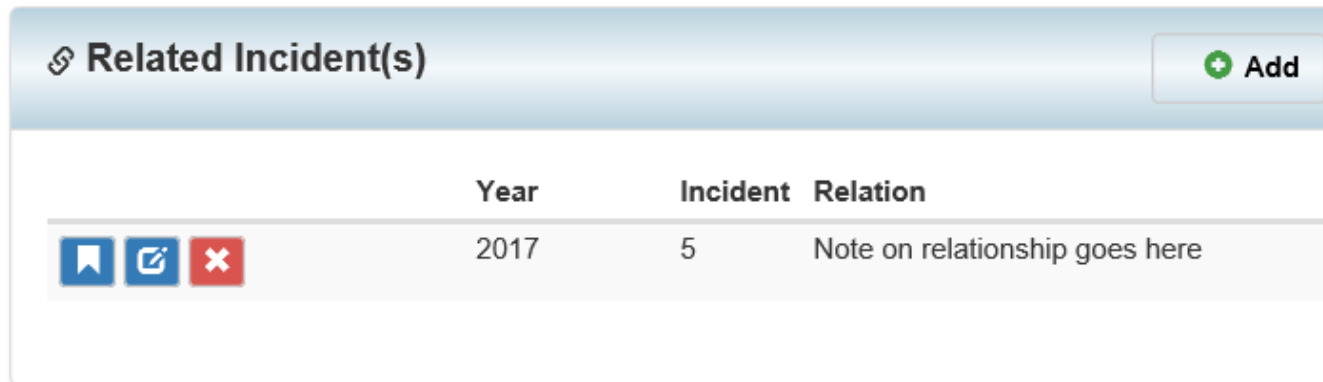 Related Incident(s)
Add
Year Incident Relation
2017 5 Note on relationship goes here